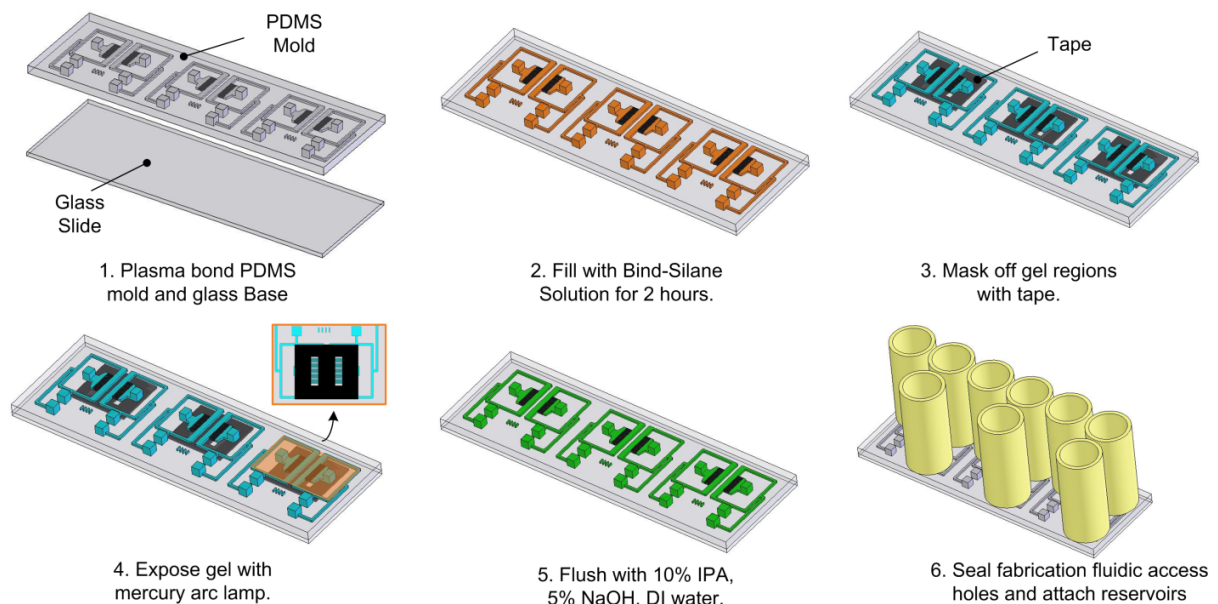 PDMS
Mold
Glass
Slide
1. Plasma bond PDMS
mold and glass Base
2. Fill with Bind-Silane
Solution for 2 hours.
Tape
3. Mask off gel regions
with tape.
4. Expose gel with
mercury arc lamp.
5. Flush with 10% IPA,
5% NaOH, DI water.
6. Seal fabrication fluidic access
holes and attach reservoirs